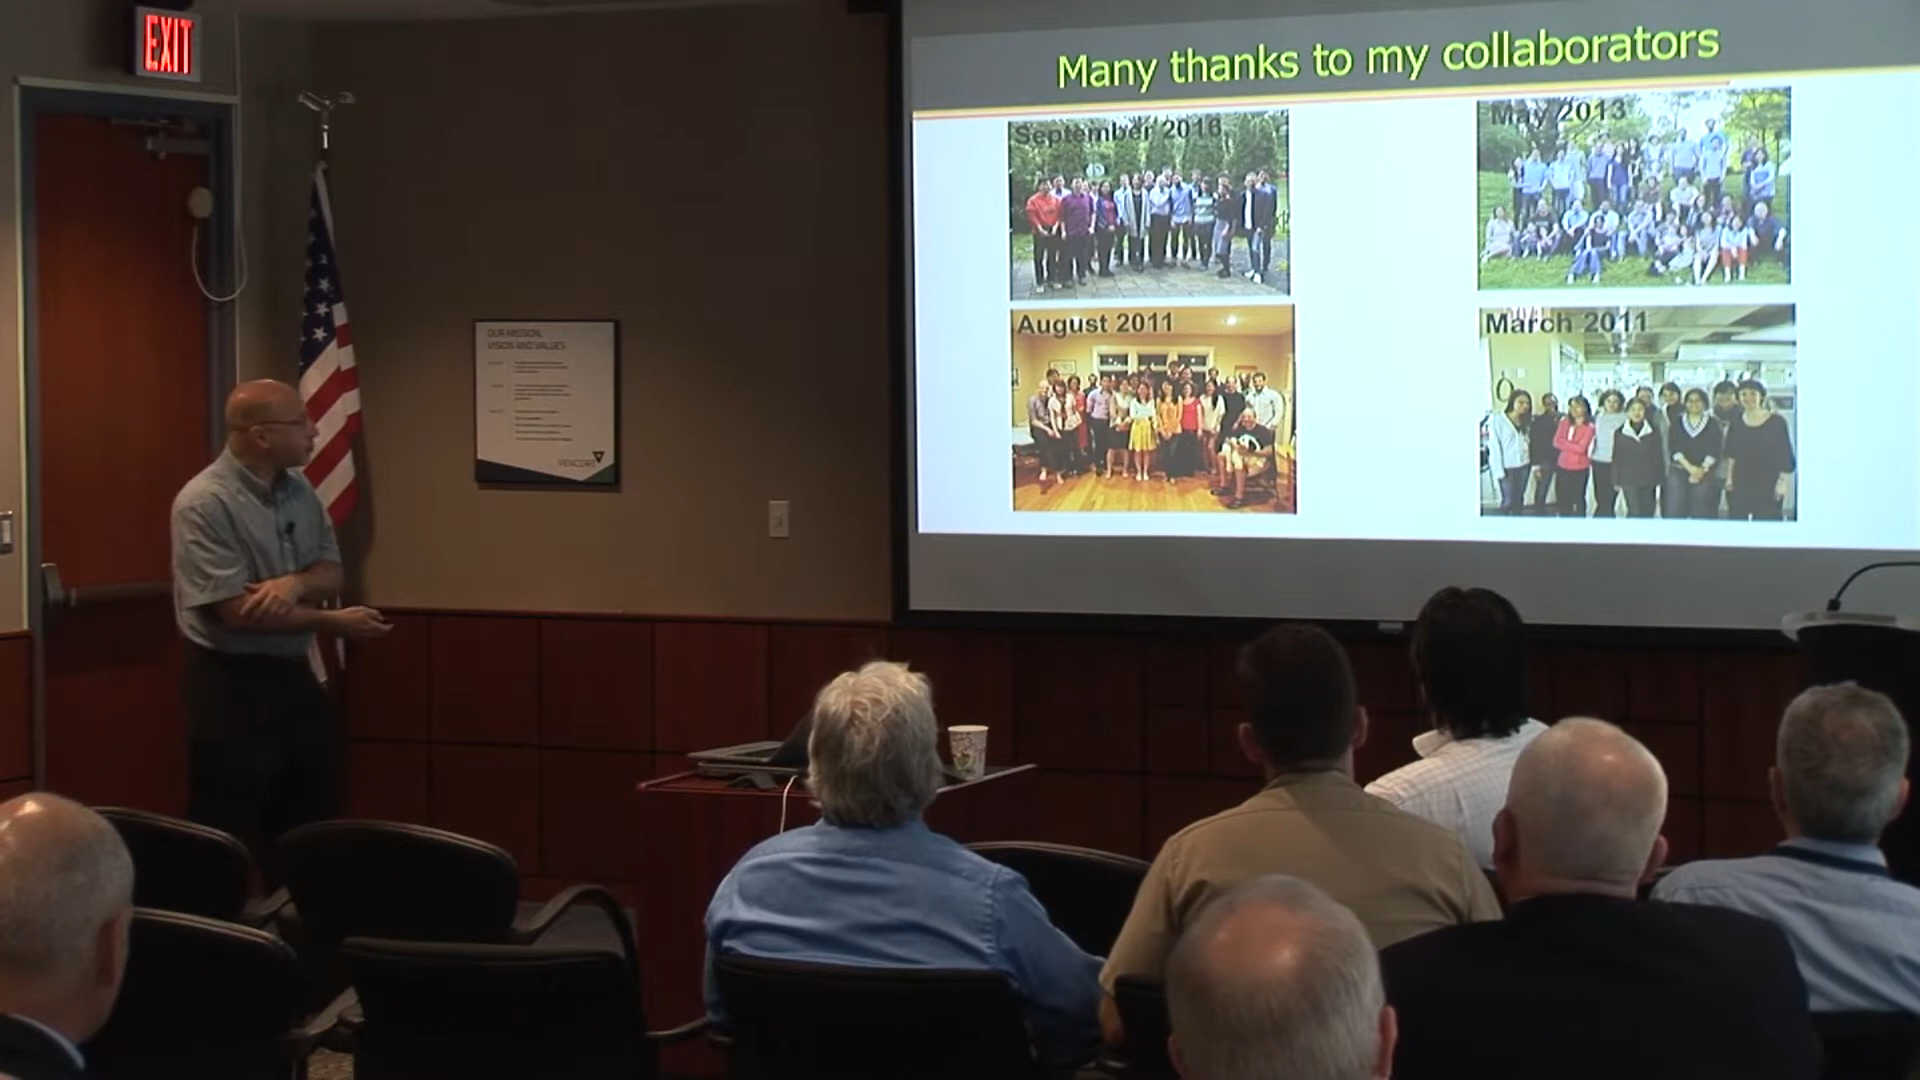 EXIT
Many thanks to my collaborators
September 2016
May 2013
August 2011
March 2011
OUR MISSION,
VISION AND VALUES
VENCORE